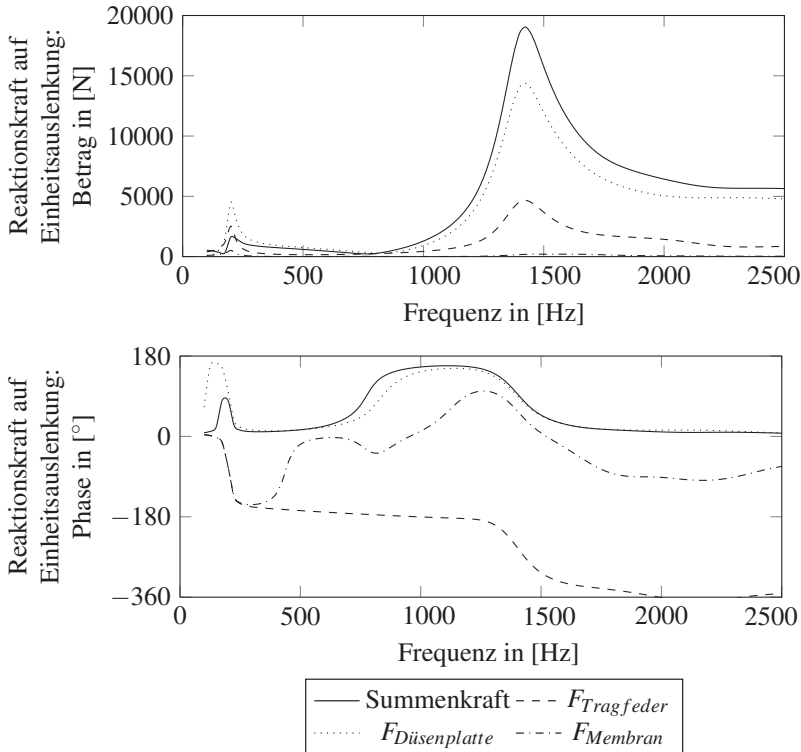 Reaktionskraft auf
Einheitsauslenkung:
Betrag in [N]
20000
15000
10000
5000
0
0 500 1000 1500 2000 2500
Frequenz in [Hz]
Reaktionskraft auf
Einheitsauslenkung:
Phase in [°]
180
0
−180
−360
0 500 1000 1500 2000 2500
Frequenz in [Hz]
Summenkraft F_Tragfeder
F_Düsenplatte F_Membran